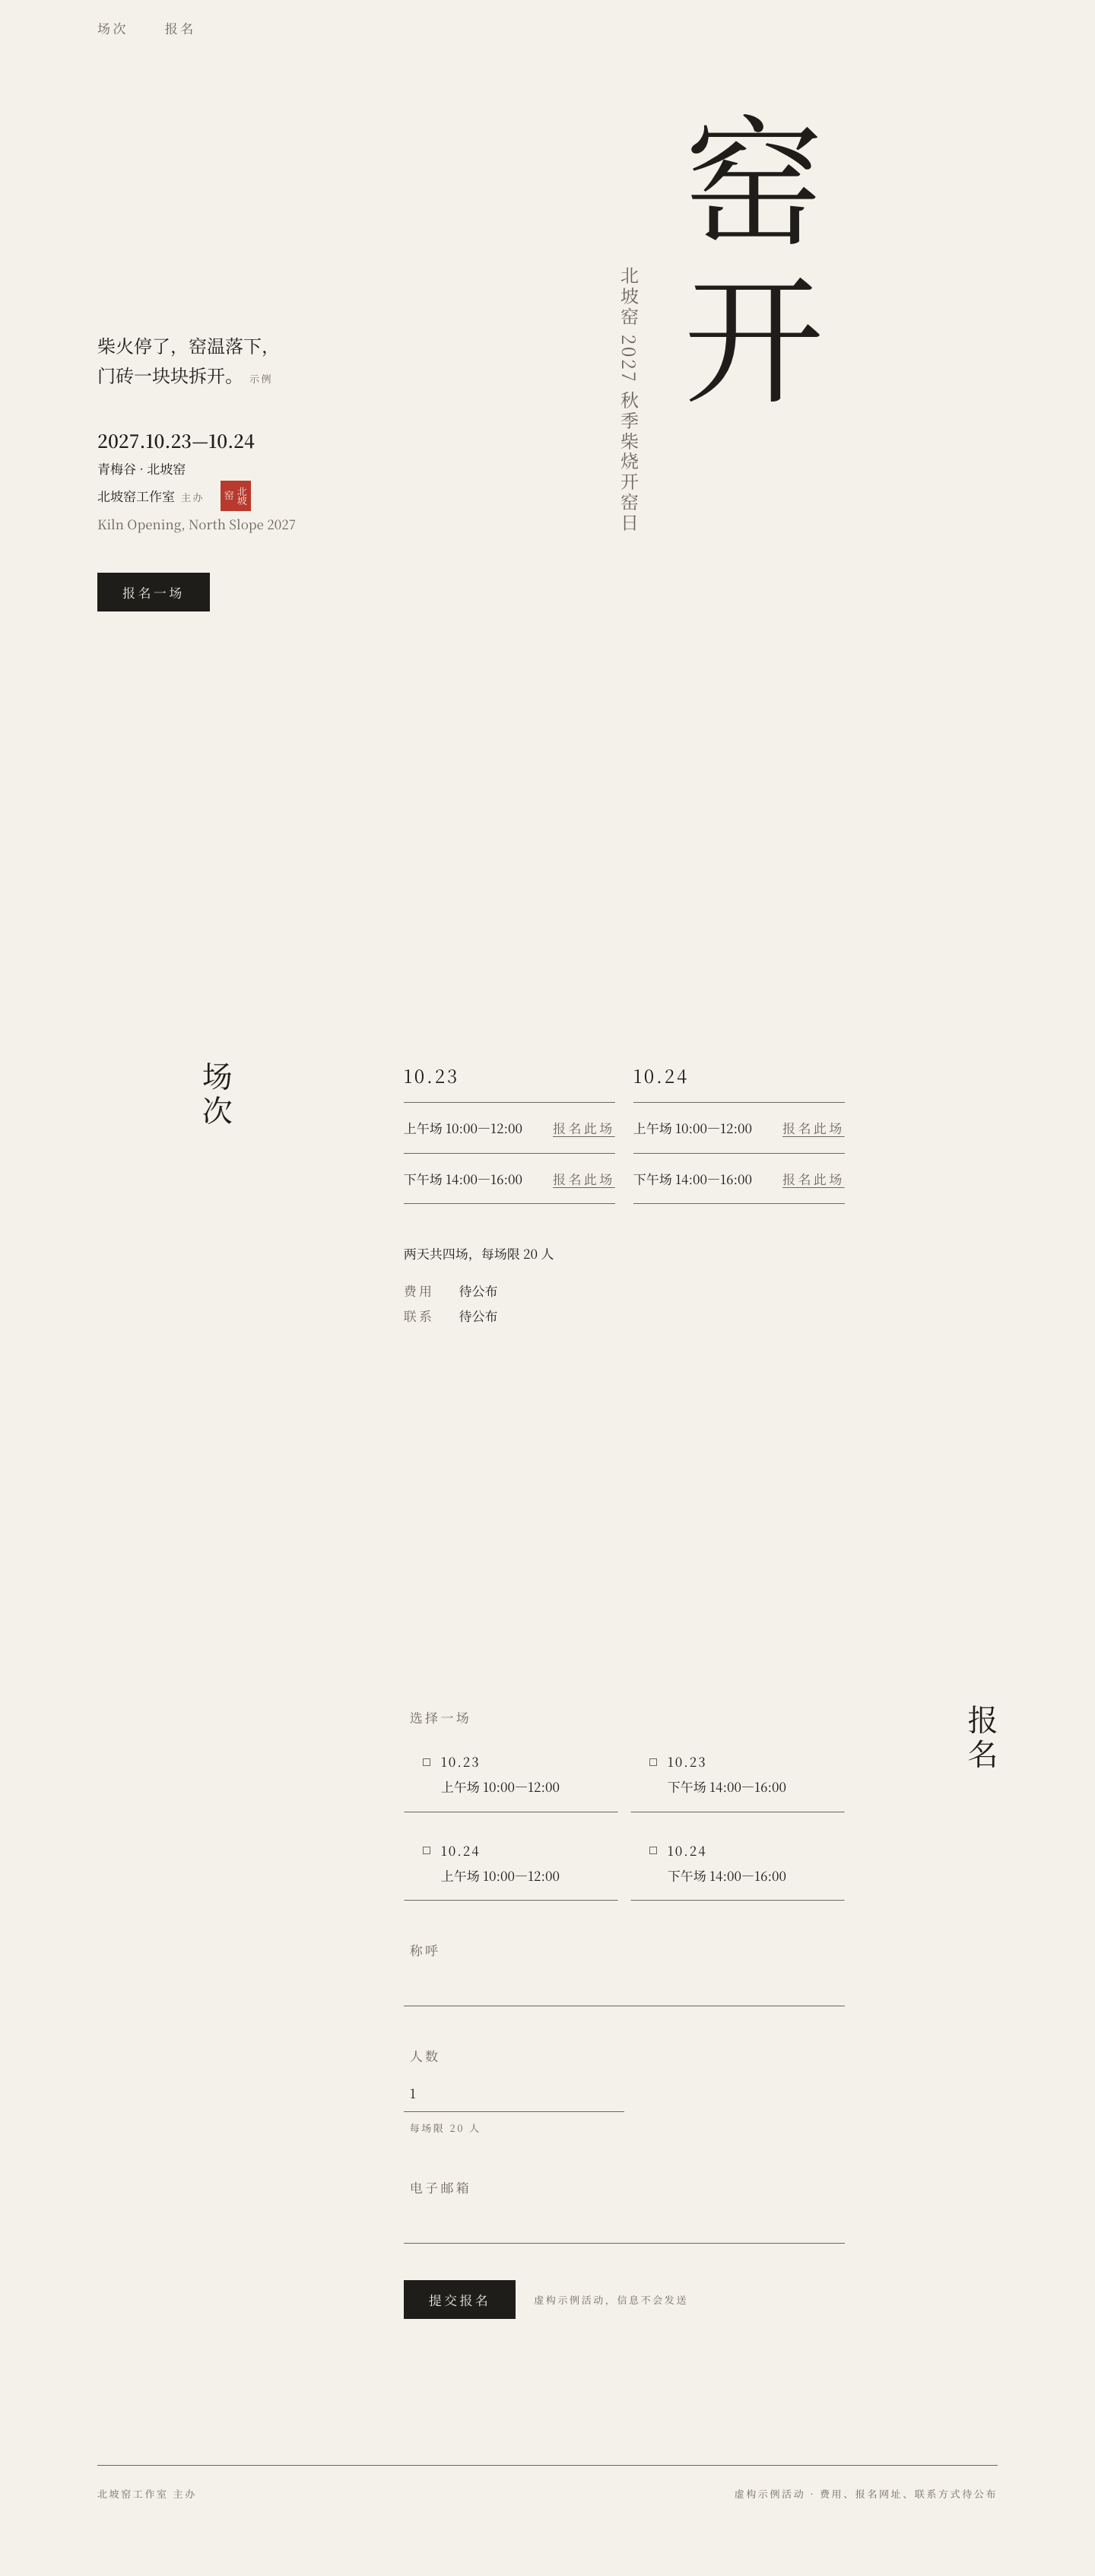 场次
报名
窑开
北坡窑 2027 秋季柴烧开窑日
柴火停了，窑温落下，
门砖一块块拆开。 示例
2027.10.23—10.24
青梅谷 · 北坡窑
北坡窑工作室 主办
北坡
窑
Kiln Opening, North Slope 2027
报名一场
场次
10.23
上午场 10:00—12:00 报名此场
下午场 14:00—16:00 报名此场
10.24
上午场 10:00—12:00 报名此场
下午场 14:00—16:00 报名此场
两天共四场，每场限 20 人
费用 待公布
联系 待公布
报名
选择一场
10.23
上午场 10:00—12:00
10.23
下午场 14:00—16:00
10.24
上午场 10:00—12:00
10.24
下午场 14:00—16:00
称呼
人数
1
每场限 20 人
电子邮箱
提交报名
虚构示例活动，信息不会发送
北坡窑工作室 主办
虚构示例活动 · 费用、报名网址、联系方式待公布